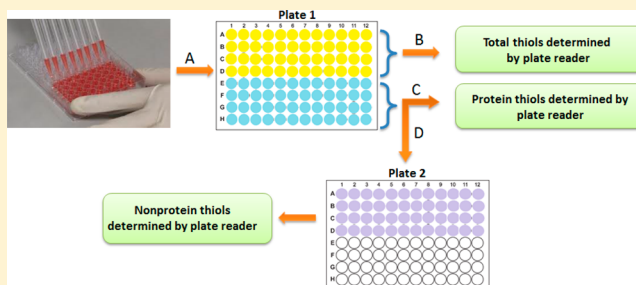 Plate 1
1 2 3 4 5 6 7 8 9 10 11 12
A
B
C
D
E
F
G
H
A
B
Total thiols determined
by plate reader
C
Protein thiols determined by
plate reader
D
Plate 2
1 2 3 4 5 6 7 8 9 10 11 12
A
B
C
D
E
F
G
H
Nonprotein thiols
determined by plate reader